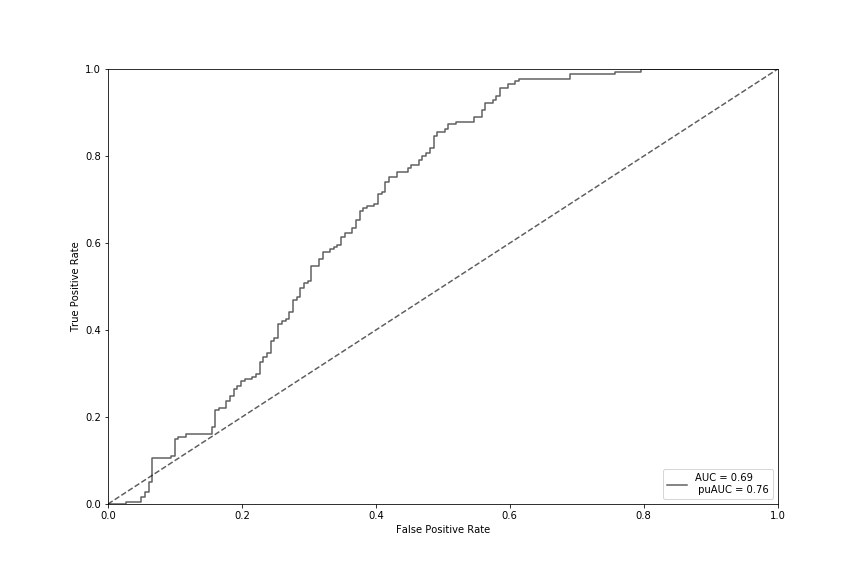 1.0
0.8
0.6
0.4
0.2
0.0
True Positive Rate
0.0 0.2 0.4 0.6 0.8 1.0
False Positive Rate
AUC = 0.69
puAUC = 0.76